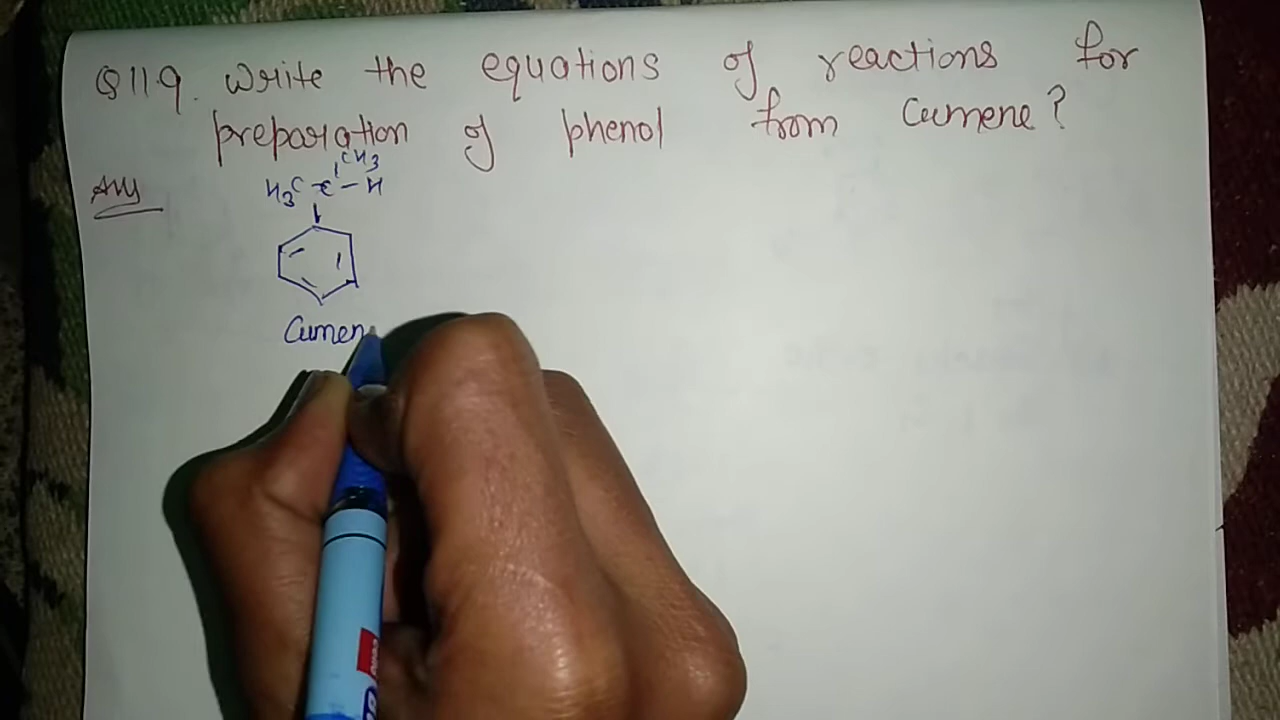 Q119. Write the equations of reactions for
preparation of phenol from Cumene?
Ans
CH3
H3C-C-H
Cumen